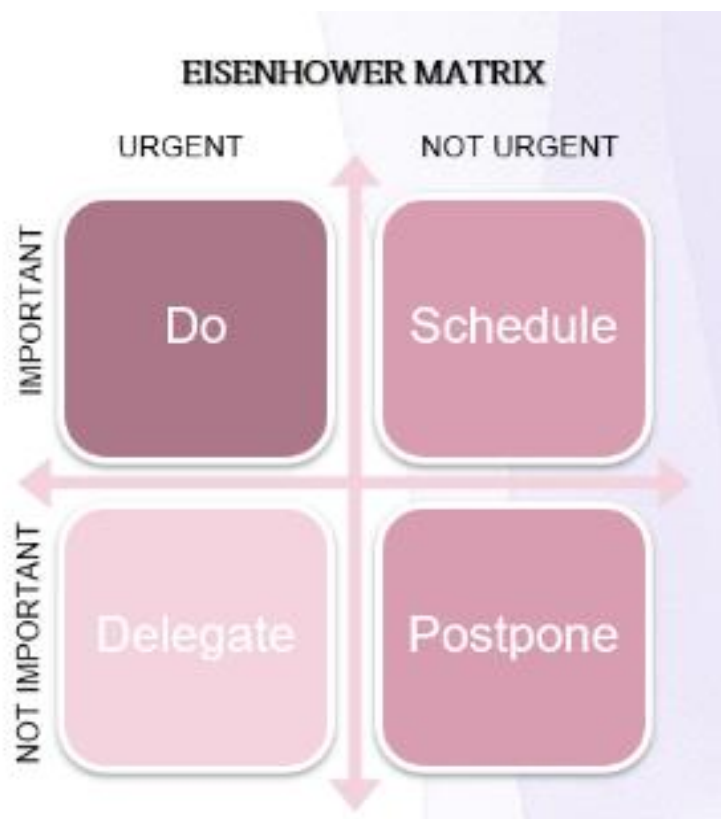 EISENHOWER MATRIX
URGENT NOT URGENT
IMPORTANT
Do Schedule
NOT IMPORTANT
Delegate Postpone